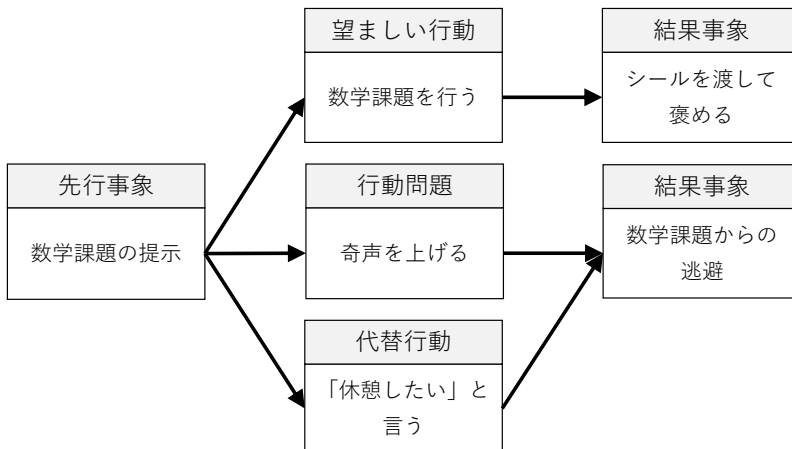 望ましい行動
数学課題を行う
結果事象
シールを渡して
褒める
先行事象
数学課題の提示
行動問題
奇声を上げる
結果事象
数学課題からの
逃避
代替行動
「休憩したい」と
言う